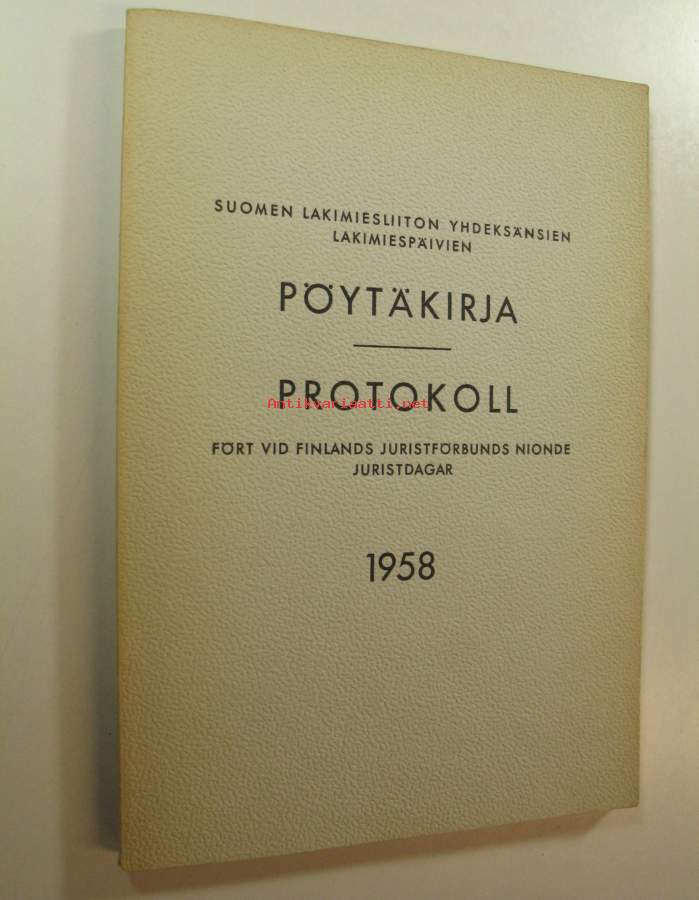 SUOMEN LAKIMIESLIITON YHDEKSÄNSIEN
LAKIMIESPÄIVIEN
PÖYTÄKIRJA
PROTOKOLL
Antikvariaatti.net
FÖRT VID FINLANDS JURISTFÖRBUNDS NIONDE
JURISTDAGAR
1958